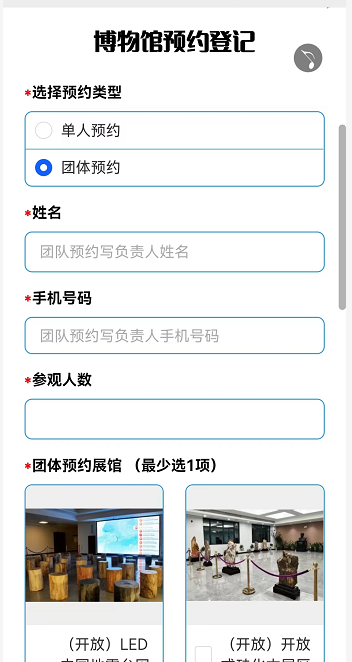 博物馆预约登记
*选择预约类型
单人预约
团体预约
*姓名
团队预约写负责人姓名
*手机号码
团队预约写负责人手机号码
*参观人数
*团体预约展馆 （最少选1项）
（开放）LED
（开放）开放